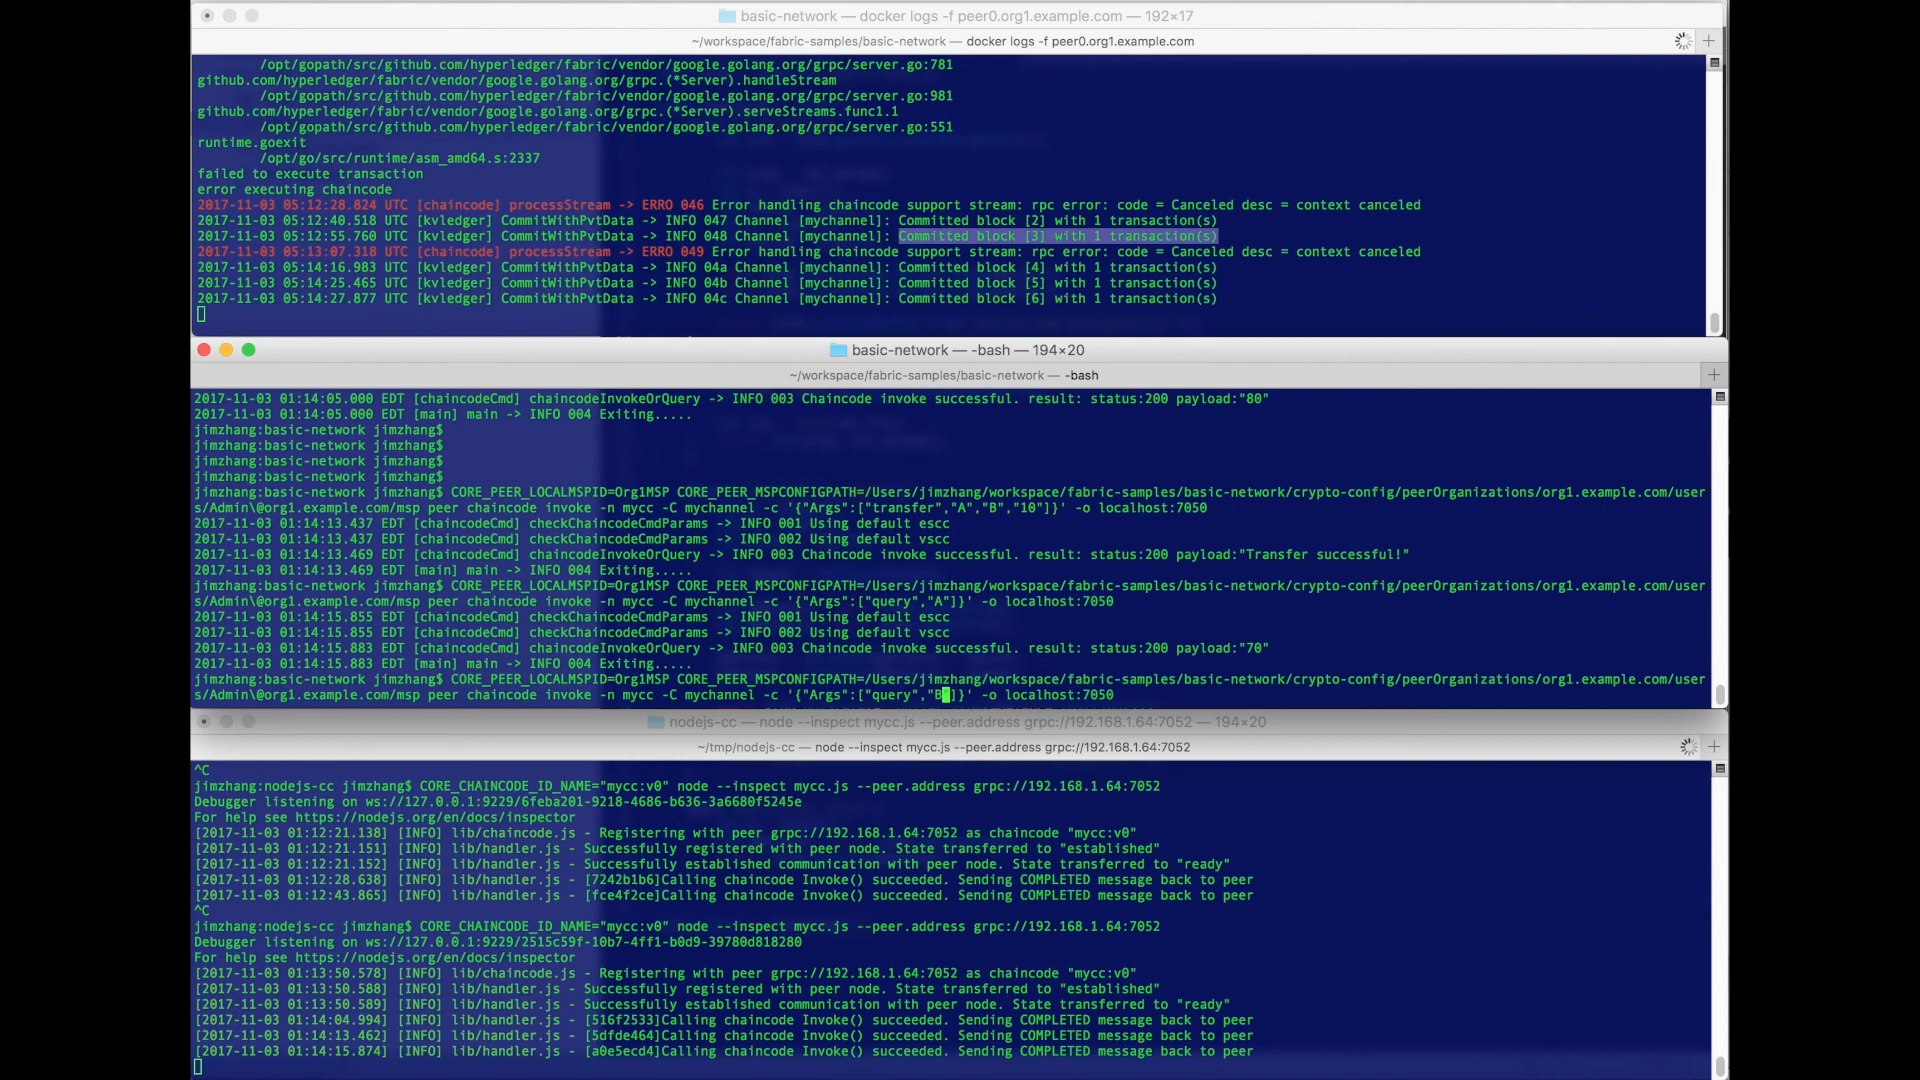 basic-network — docker logs -f peer0.org1.example.com — 192×17
~/workspace/fabric-samples/basic-network — docker logs -f peer0.org1.example.com
/opt/gopath/src/github.com/hyperledger/fabric/vendor/google.golang.org/grpc/server.go:781
github.com/hyperledger/fabric/vendor/google.golang.org/grpc.(*Server).handleStream
/opt/gopath/src/github.com/hyperledger/fabric/vendor/google.golang.org/grpc/server.go:981
github.com/hyperledger/fabric/vendor/google.golang.org/grpc.(*Server).serveStreams.func1.1
/opt/gopath/src/github.com/hyperledger/fabric/vendor/google.golang.org/grpc/server.go:551
runtime.goexit
/opt/go/src/runtime/asm_amd64.s:2337
failed to execute transaction
error executing chaincode
2017-11-03 05:12:28.824 UTC [chaincode] processStream -> ERRO 046 Error handling chaincode support stream: rpc error: code = Canceled desc = context canceled
2017-11-03 05:12:40.518 UTC [kvledger] CommitWithPvtData -> INFO 047 Channel [mychannel]: Committed block [2] with 1 transaction(s)
2017-11-03 05:12:55.760 UTC [kvledger] CommitWithPvtData -> INFO 048 Channel [mychannel]: Committed block [3] with 1 transaction(s)
2017-11-03 05:13:07.318 UTC [chaincode] processStream -> ERRO 049 Error handling chaincode support stream: rpc error: code = Canceled desc = context canceled
2017-11-03 05:14:16.983 UTC [kvledger] CommitWithPvtData -> INFO 04a Channel [mychannel]: Committed block [4] with 1 transaction(s)
2017-11-03 05:14:25.465 UTC [kvledger] CommitWithPvtData -> INFO 04b Channel [mychannel]: Committed block [5] with 1 transaction(s)
2017-11-03 05:14:27.877 UTC [kvledger] CommitWithPvtData -> INFO 04c Channel [mychannel]: Committed block [6] with 1 transaction(s)
basic-network — -bash — 194×20
~/workspace/fabric-samples/basic-network — -bash
2017-11-03 01:14:05.000 EDT [chaincodeCmd] chaincodeInvokeOrQuery -> INFO 003 Chaincode invoke successful. result: status:200 payload:"80"
2017-11-03 01:14:05.000 EDT [main] main -> INFO 004 Exiting.....
jimzhang:basic-network jimzhang$
jimzhang:basic-network jimzhang$
jimzhang:basic-network jimzhang$
jimzhang:basic-network jimzhang$
jimzhang:basic-network jimzhang$ CORE_PEER_LOCALMSPID=Org1MSP CORE_PEER_MSPCONFIGPATH=/Users/jimzhang/workspace/fabric-samples/basic-network/crypto-config/peerOrganizations/org1.example.com/user
s/Admin\@org1.example.com/msp peer chaincode invoke -n mycc -C mychannel -c '{"Args":["transfer","A","B","10"]}' -o localhost:7050
2017-11-03 01:14:13.437 EDT [chaincodeCmd] checkChaincodeCmdParams -> INFO 001 Using default escc
2017-11-03 01:14:13.437 EDT [chaincodeCmd] checkChaincodeCmdParams -> INFO 002 Using default vscc
2017-11-03 01:14:13.469 EDT [chaincodeCmd] chaincodeInvokeOrQuery -> INFO 003 Chaincode invoke successful. result: status:200 payload:"Transfer successful!"
2017-11-03 01:14:13.469 EDT [main] main -> INFO 004 Exiting.....
jimzhang:basic-network jimzhang$ CORE_PEER_LOCALMSPID=Org1MSP CORE_PEER_MSPCONFIGPATH=/Users/jimzhang/workspace/fabric-samples/basic-network/crypto-config/peerOrganizations/org1.example.com/user
s/Admin\@org1.example.com/msp peer chaincode invoke -n mycc -C mychannel -c '{"Args":["query","A"]}' -o localhost:7050
2017-11-03 01:14:15.855 EDT [chaincodeCmd] checkChaincodeCmdParams -> INFO 001 Using default escc
2017-11-03 01:14:15.855 EDT [chaincodeCmd] checkChaincodeCmdParams -> INFO 002 Using default vscc
2017-11-03 01:14:15.883 EDT [chaincodeCmd] chaincodeInvokeOrQuery -> INFO 003 Chaincode invoke successful. result: status:200 payload:"70"
2017-11-03 01:14:15.883 EDT [main] main -> INFO 004 Exiting.....
jimzhang:basic-network jimzhang$ CORE_PEER_LOCALMSPID=Org1MSP CORE_PEER_MSPCONFIGPATH=/Users/jimzhang/workspace/fabric-samples/basic-network/crypto-config/peerOrganizations/org1.example.com/user
s/Admin\@org1.example.com/msp peer chaincode invoke -n mycc -C mychannel -c '{"Args":["query","B"]}' -o localhost:7050
nodejs-cc — node --inspect mycc.js --peer.address grpc://192.168.1.64:7052 — 194×20
~/tmp/nodejs-cc — node --inspect mycc.js --peer.address grpc://192.168.1.64:7052
^C
jimzhang:nodejs-cc jimzhang$ CORE_CHAINCODE_ID_NAME="mycc:v0" node --inspect mycc.js --peer.address grpc://192.168.1.64:7052
Debugger listening on ws://127.0.0.1:9229/6feba201-9218-4686-b636-3a6680f5245e
For help see https://nodejs.org/en/docs/inspector
[2017-11-03 01:12:21.138] [INFO] lib/chaincode.js - Registering with peer grpc://192.168.1.64:7052 as chaincode "mycc:v0"
[2017-11-03 01:12:21.151] [INFO] lib/handler.js - Successfully registered with peer node. State transferred to "established"
[2017-11-03 01:12:21.152] [INFO] lib/handler.js - Successfully established communication with peer node. State transferred to "ready"
[2017-11-03 01:12:28.638] [INFO] lib/handler.js - [7242b1b6]Calling chaincode Invoke() succeeded. Sending COMPLETED message back to peer
[2017-11-03 01:12:43.865] [INFO] lib/handler.js - [fce4f2ce]Calling chaincode Invoke() succeeded. Sending COMPLETED message back to peer
^C
jimzhang:nodejs-cc jimzhang$ CORE_CHAINCODE_ID_NAME="mycc:v0" node --inspect mycc.js --peer.address grpc://192.168.1.64:7052
Debugger listening on ws://127.0.0.1:9229/2515c59f-10b7-4ff1-b0d9-39780d818280
For help see https://nodejs.org/en/docs/inspector
[2017-11-03 01:13:50.578] [INFO] lib/chaincode.js - Registering with peer grpc://192.168.1.64:7052 as chaincode "mycc:v0"
[2017-11-03 01:13:50.588] [INFO] lib/handler.js - Successfully registered with peer node. State transferred to "established"
[2017-11-03 01:13:50.589] [INFO] lib/handler.js - Successfully established communication with peer node. State transferred to "ready"
[2017-11-03 01:14:04.994] [INFO] lib/handler.js - [516f2533]Calling chaincode Invoke() succeeded. Sending COMPLETED message back to peer
[2017-11-03 01:14:13.462] [INFO] lib/handler.js - [5dfde464]Calling chaincode Invoke() succeeded. Sending COMPLETED message back to peer
[2017-11-03 01:14:15.874] [INFO] lib/handler.js - [a0e5ecd4]Calling chaincode Invoke() succeeded. Sending COMPLETED message back to peer